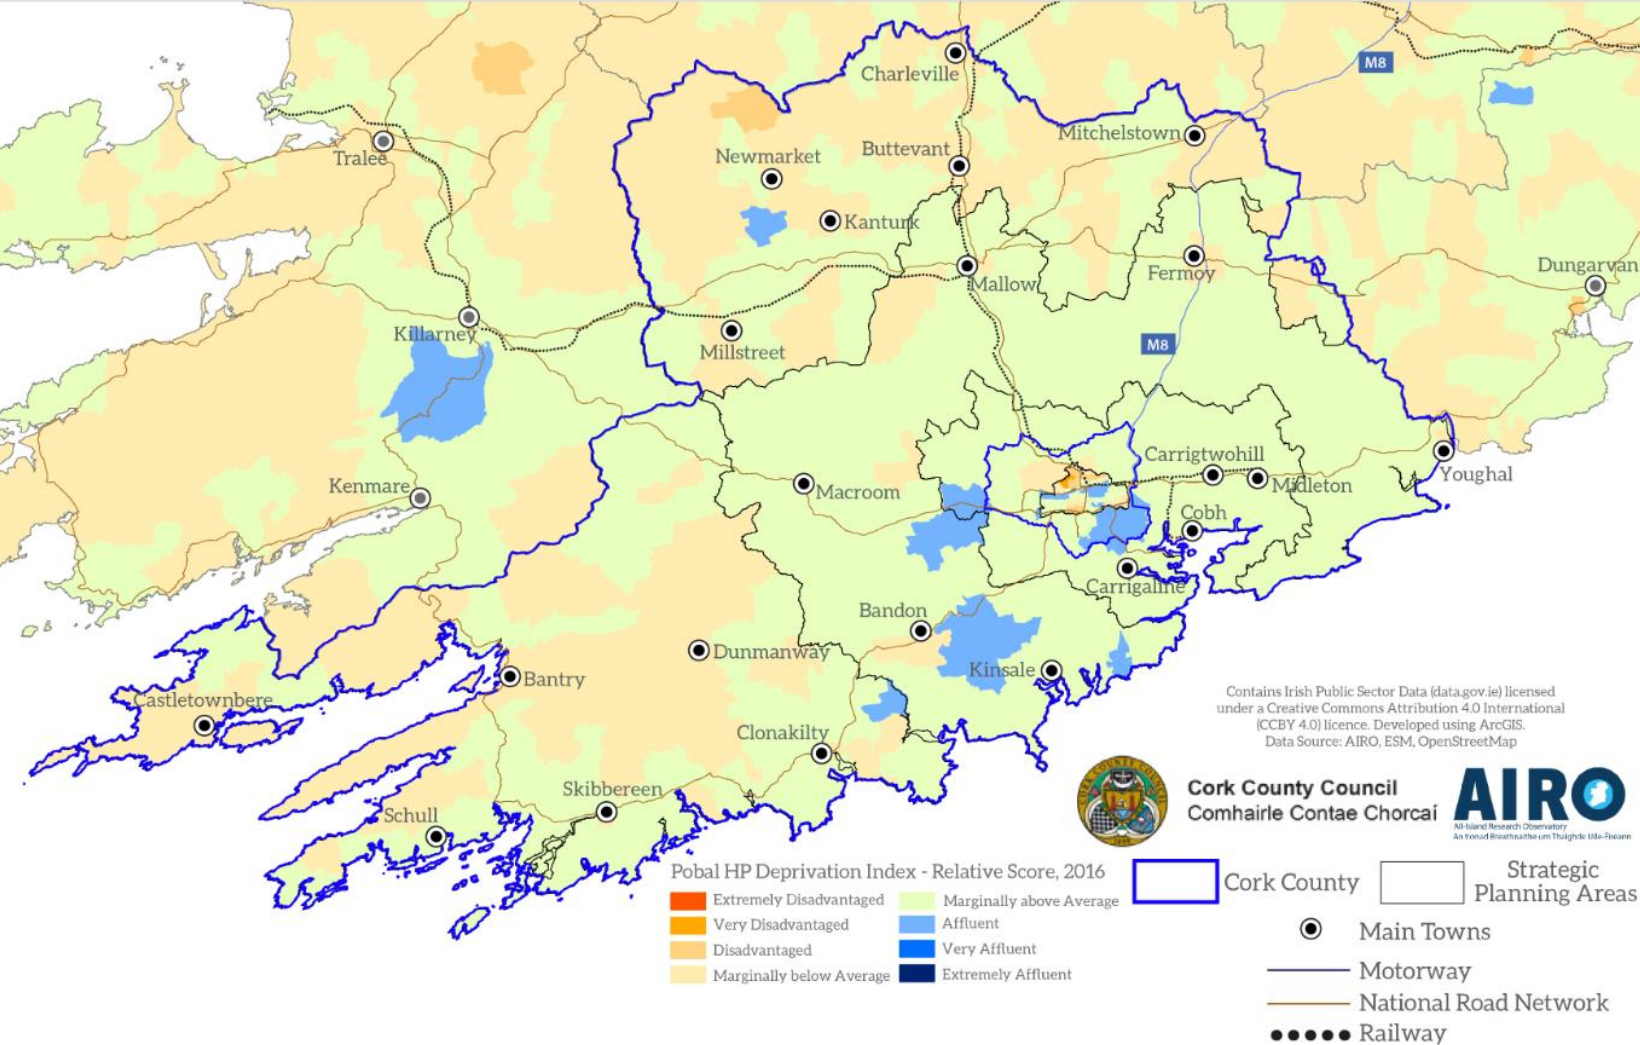 M8
Charleville
Mitchelstown
Tralee
Newmarket
Buttevant
Kanturk
Dungarvan
Fermoy
Mallow
Killarney
M8
Millstreet
Carrigtwohill
Youghal
Kenmare
Macroom
Midleton
Cobh
Carrigaline
Bandon
Dunmanway
Kinsale
Bantry
Castletownbere
Clonakilty
Skibbereen
Schull
Contains Irish Public Sector Data (data.gov.ie) licensed
under a Creative Commons Attribution 4.0 International
(CCBY 4.0) licence. Developed using ArcGIS.
Data Source: AIRO, ESM, OpenStreetMap
CORK COUNTY COUNCIL
Cork County Council
Comhairle Contae Chorcaí
AIRO
All-Island Research Observatory
Pobal HP Deprivation Index - Relative Score, 2016
Extremely Disadvantaged
Very Disadvantaged
Disadvantaged
Marginally below Average
Marginally above Average
Affluent
Very Affluent
Extremely Affluent
Cork County
Strategic
Planning Areas
Main Towns
Motorway
National Road Network
Railway